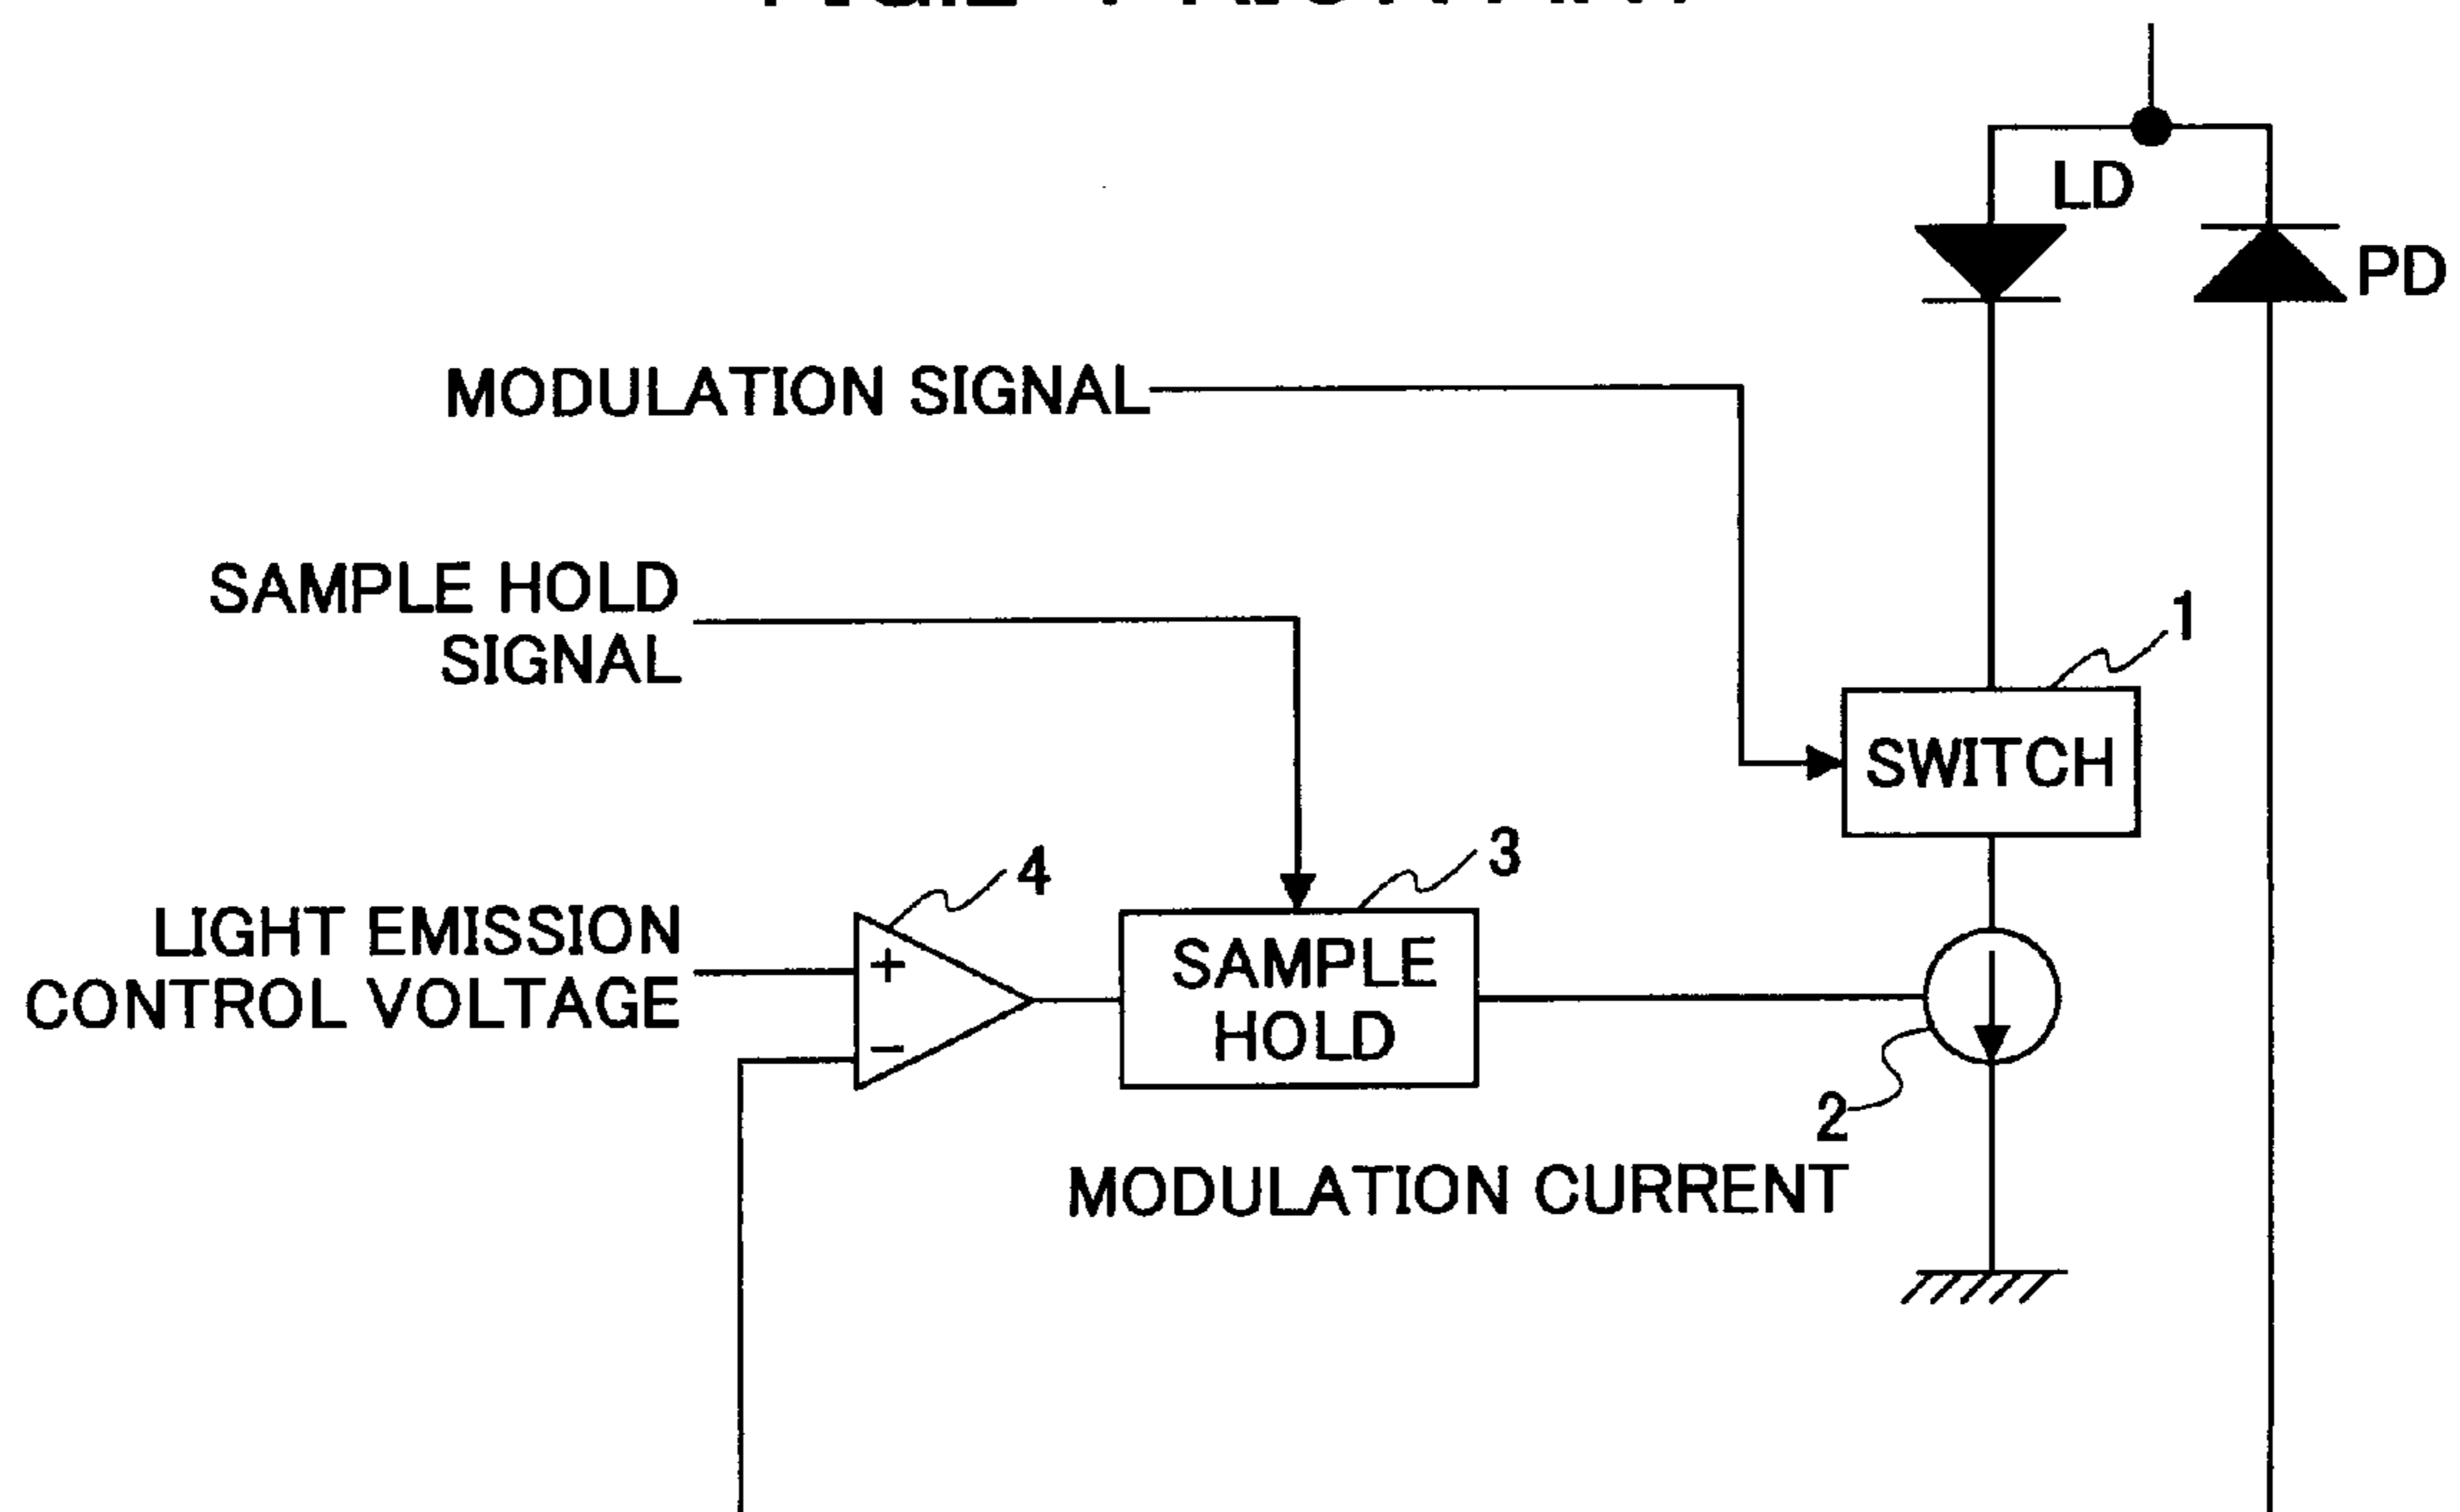 LD
PD
MODULATION SIGNAL
SAMPLE HOLD
SIGNAL
1
SWITCH
4
3
LIGHT EMISSION
CONTROL VOLTAGE
+
−
SAMPLE
HOLD
2
MODULATION CURRENT